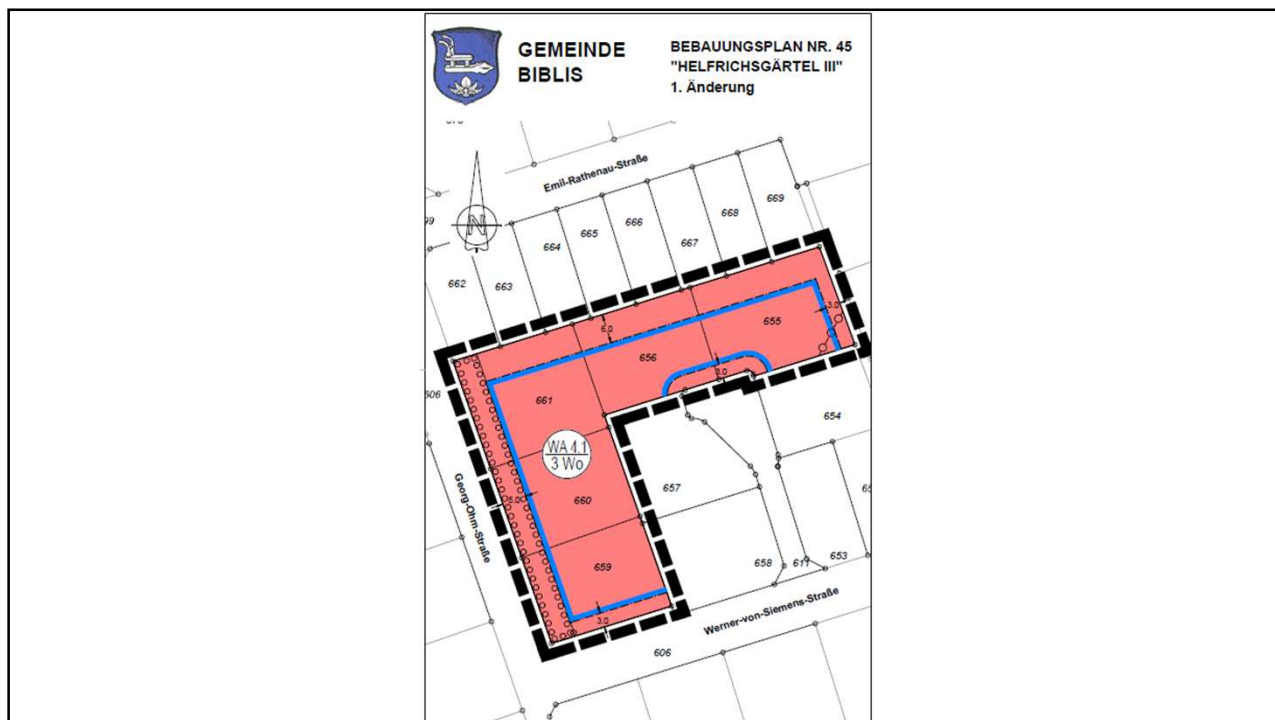 GEMEINDE
BIBLIS
BEBAUUNGSPLAN NR. 45
"HELFRICHSGÄRTEL III"
1. Änderung
Emil-Rathenau-Straße
N
669
668
667
666
665
664
663
662
655
656
6.0
3.0
3.0
661
606
WA 4.1
3 Wo
654
657
660
5.0
Georg-Ohm-Straße
659
658
611
653
3.0
Werner-von-Siemens-Straße
606